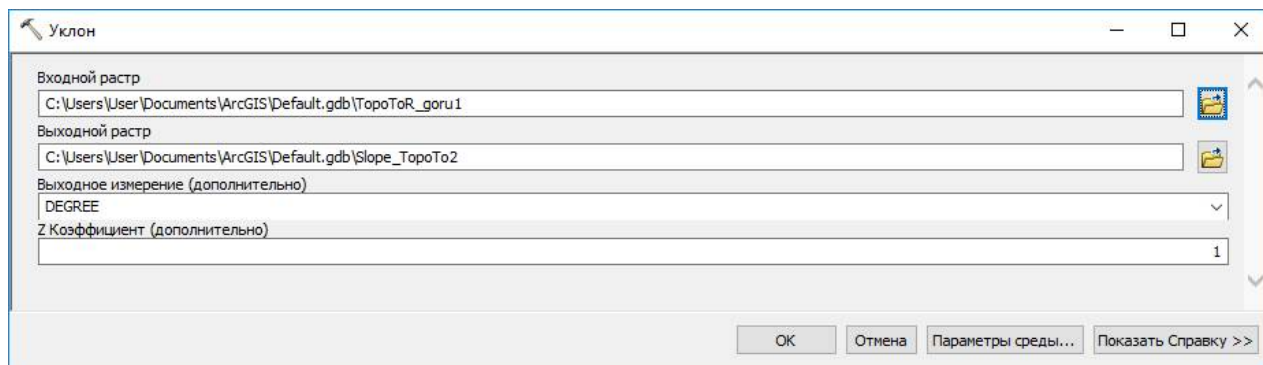 Уклон
Входной растр
C:\Users\User\Documents\ArcGIS\Default.gdb\TopoToR_goru1
Выходной растр
C:\Users\User\Documents\ArcGIS\Default.gdb\Slope_TopoTo2
Выходное измерение (дополнительно)
DEGREE
Z Коэффициент (дополнительно)
1
ОК Отмена Параметры среды... Показать Справку >>